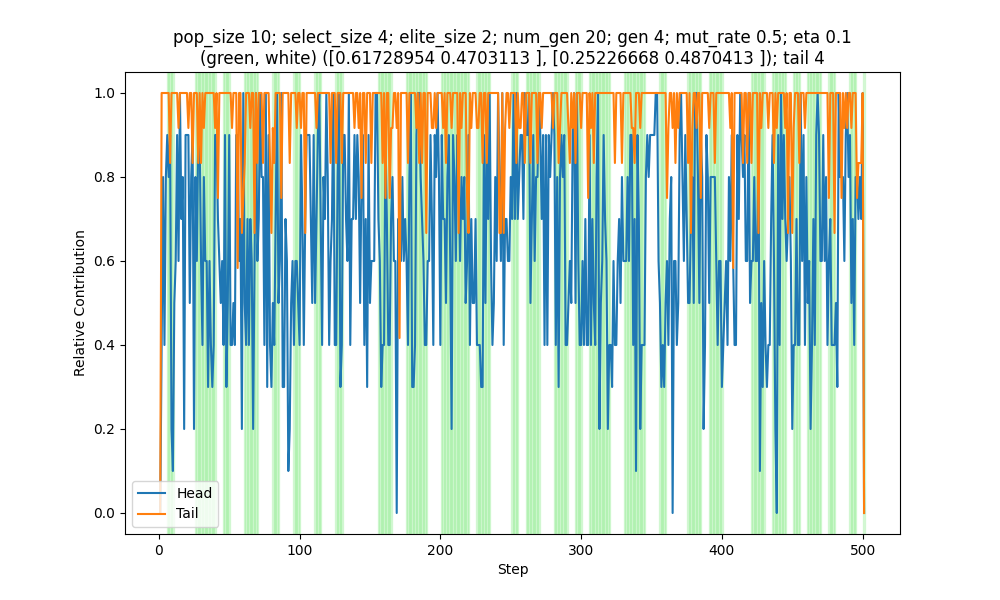 pop_size 10; select_size 4; elite_size 2; num_gen 20; gen 4; mut_rate 0.5; eta 0.1
(green, white) ([0.61728954 0.4703113 ], [0.25226668 0.4870413 ]); tail 4
1.0
0.8
0.6
0.4
0.2
0.0
Relative Contribution
Head
Tail
0
100
200
300
400
500
Step